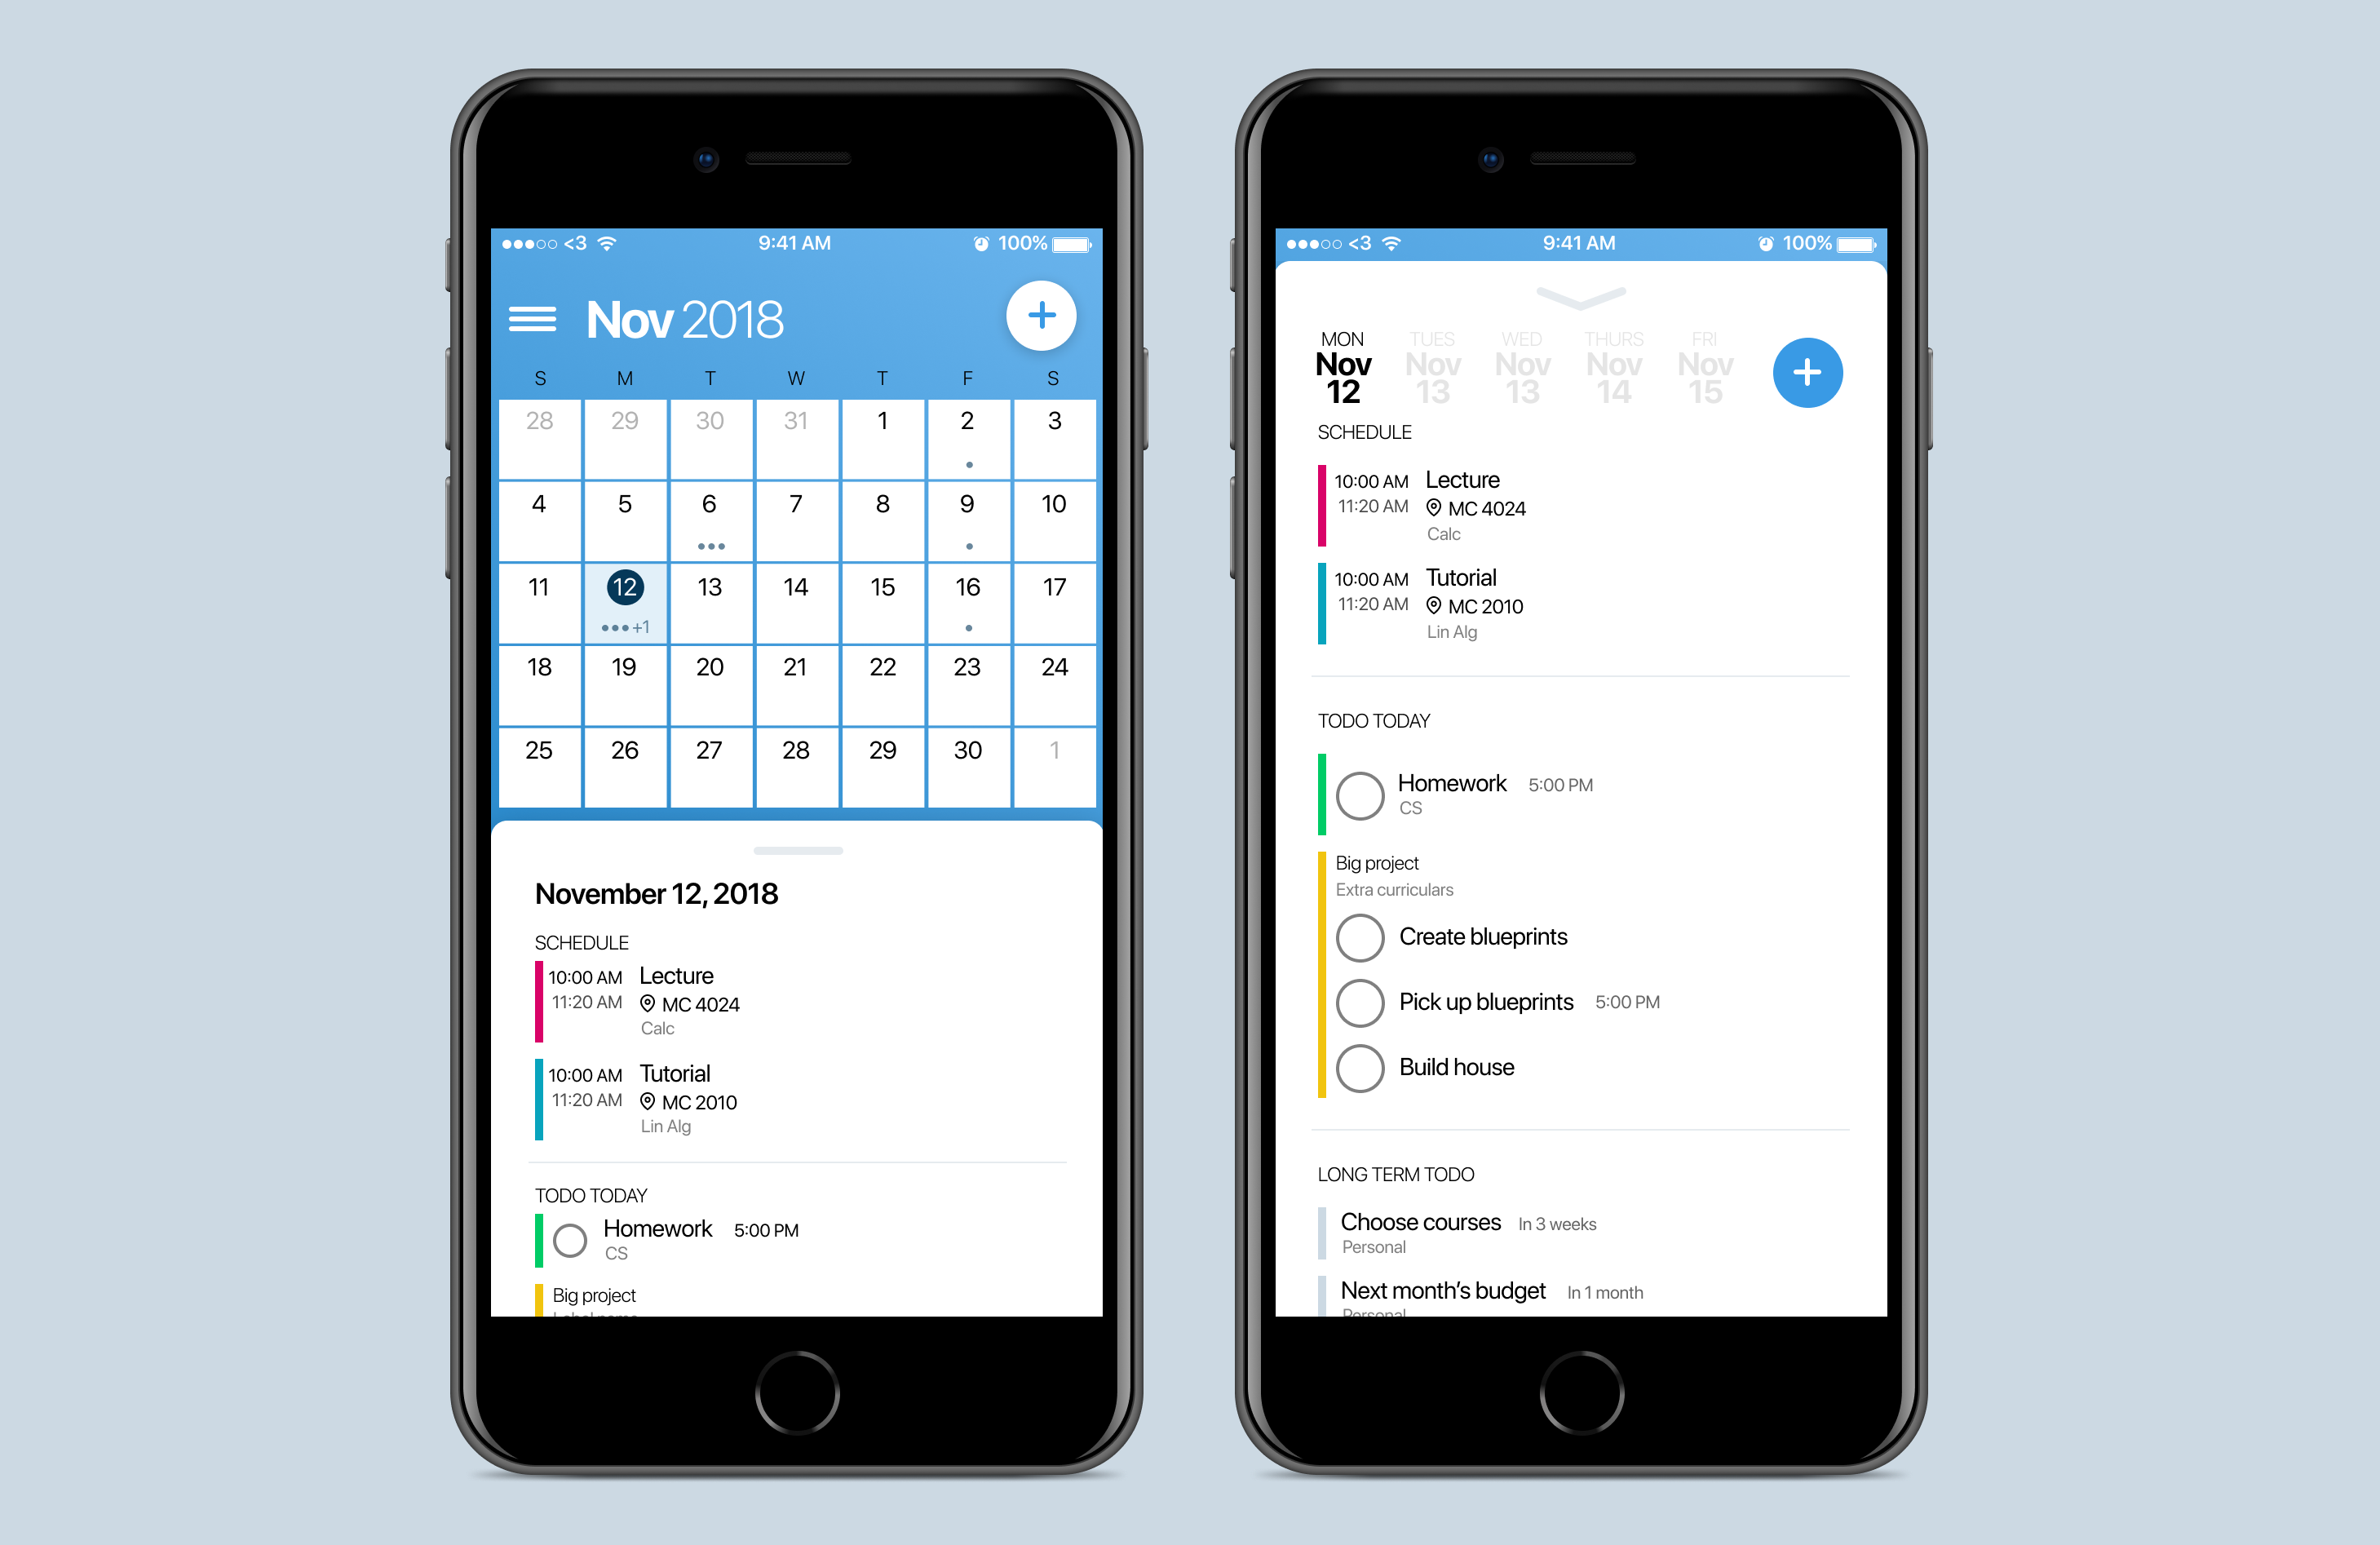 <3 9:41 AM 100%
Nov 2018 +
S M T W T F S
28 29 30 31 1 2 3
4 5 6 7 8 9 10
11 12 13 14 15 16 17
+1
18 19 20 21 22 23 24
25 26 27 28 29 30 1
November 12, 2018
SCHEDULE
10:00 AM Lecture
11:20 AM MC 4024
Calc
10:00 AM Tutorial
11:20 AM MC 2010
Lin Alg
TODO TODAY
Homework 5:00 PM
CS
Big project
<3 9:41 AM 100%
MON TUES WED THURS FRI
Nov Nov Nov Nov Nov
12 13 13 14 15 +
SCHEDULE
10:00 AM Lecture
11:20 AM MC 4024
Calc
10:00 AM Tutorial
11:20 AM MC 2010
Lin Alg
TODO TODAY
Homework 5:00 PM
CS
Big project
Extra curriculars
Create blueprints
Pick up blueprints 5:00 PM
Build house
LONG TERM TODO
Choose courses In 3 weeks
Personal
Next month's budget In 1 month
Personal